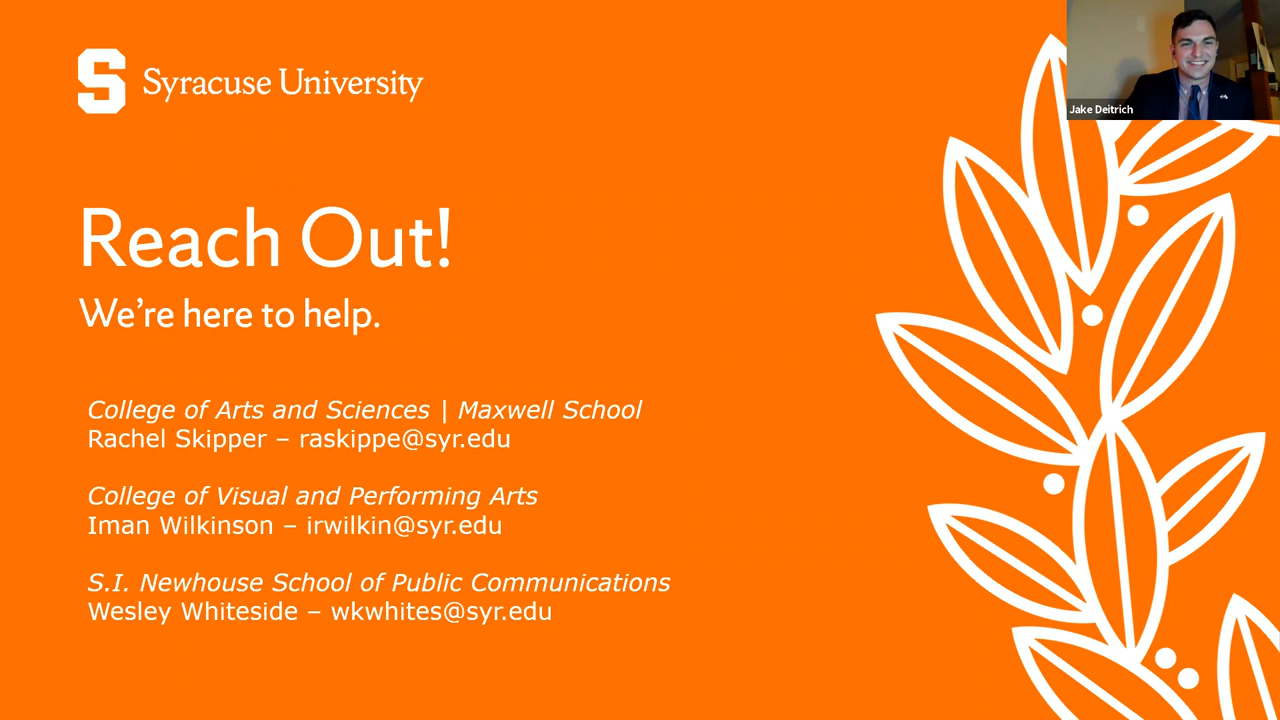 S Syracuse University
Jake Deitrich
Reach Out!
We're here to help.
College of Arts and Sciences | Maxwell School
Rachel Skipper – raskippe@syr.edu
College of Visual and Performing Arts
Iman Wilkinson – irwilkin@syr.edu
S.I. Newhouse School of Public Communications
Wesley Whiteside – wkwhites@syr.edu